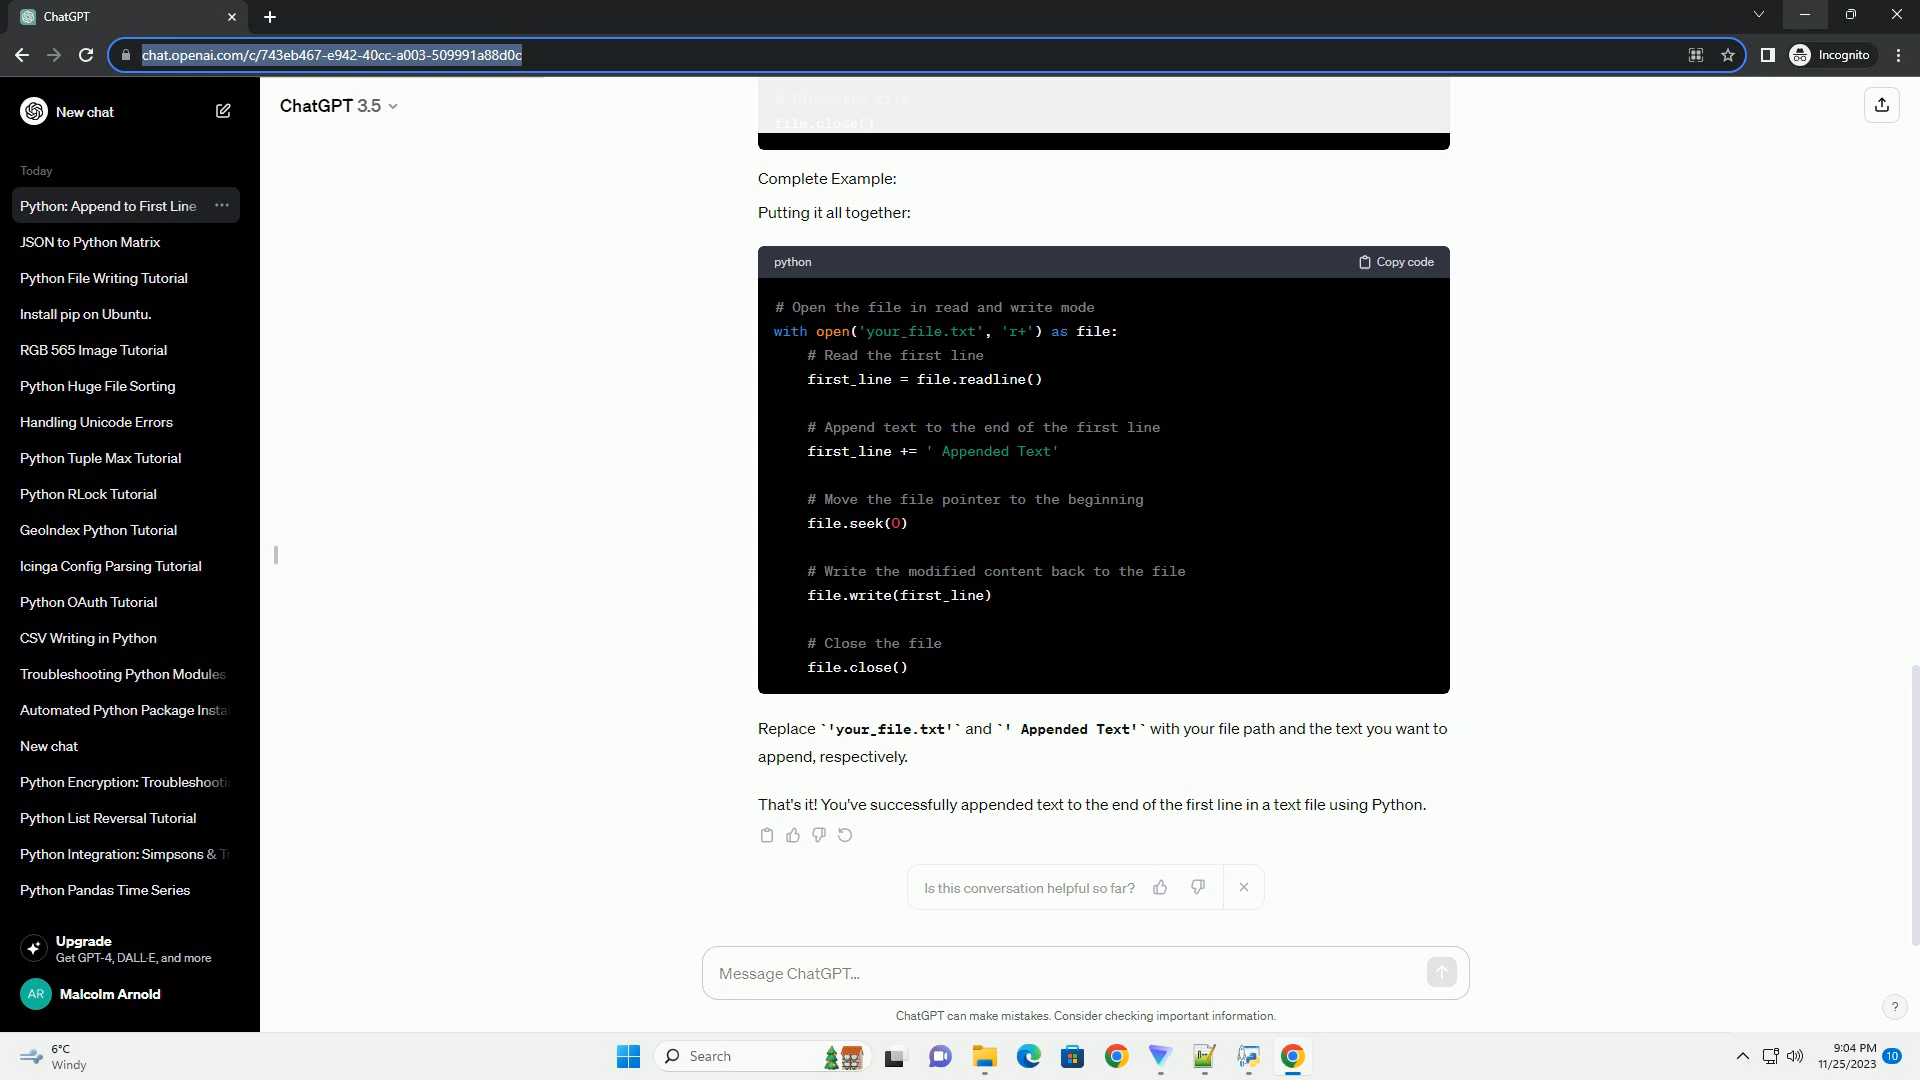 ChatGPT
chat.openai.com/c/743eb467-e942-40cc-a003-509991a88d0c
Incognito
New chat
Today
Python: Append to First Line
JSON to Python Matrix
Python File Writing Tutorial
Install pip on Ubuntu.
RGB 565 Image Tutorial
Python Huge File Sorting
Handling Unicode Errors
Python Tuple Max Tutorial
Python RLock Tutorial
GeoIndex Python Tutorial
Icinga Config Parsing Tutorial
Python OAuth Tutorial
CSV Writing in Python
Troubleshooting Python Modules
Automated Python Package Insta
New chat
Python Encryption: Troubleshooti
Python List Reversal Tutorial
Python Integration: Simpsons & T
Python Pandas Time Series
Upgrade
Get GPT-4, DALL·E, and more
AR Malcolm Arnold
ChatGPT 3.5
file.close()
Complete Example:
Putting it all together:
python Copy code
# Open the file in read and write mode
with open('your_file.txt', 'r+') as file:
# Read the first line
first_line = file.readline()
# Append text to the end of the first line
first_line += ' Appended Text'
# Move the file pointer to the beginning
file.seek(0)
# Write the modified content back to the file
file.write(first_line)
# Close the file
file.close()
Replace `'your_file.txt'` and `' Appended Text'` with your file path and the text you want to
append, respectively.
That's it! You've successfully appended text to the end of the first line in a text file using Python.
Is this conversation helpful so far?
Message ChatGPT...
ChatGPT can make mistakes. Consider checking important information.
?
6°C
Windy
Search
9:04 PM
11/25/2023
10